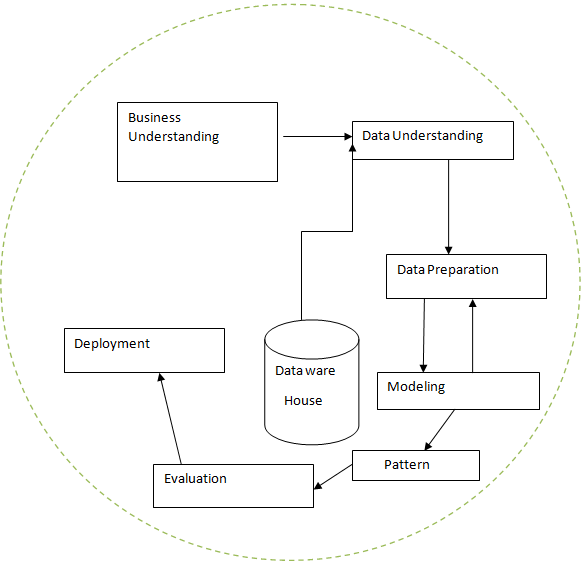 Business
Understanding
Data Understanding
Data Preparation
Deployment
Data ware
House
Modeling
Pattern
Evaluation